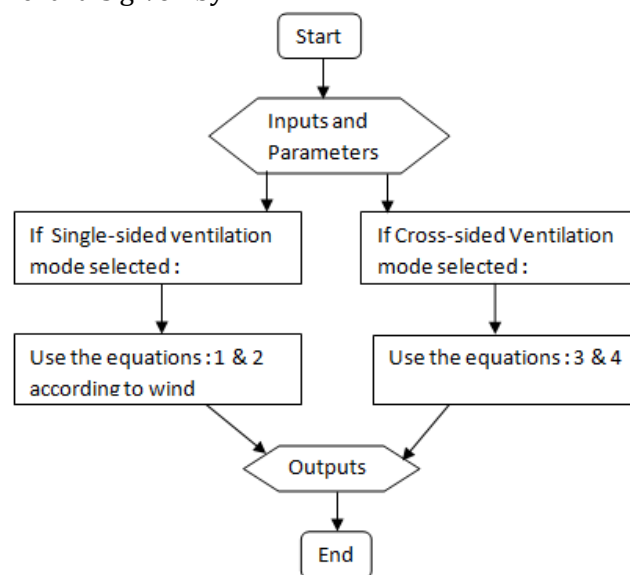 Start
Inputs and
Parameters
If Single-sided ventilation
mode selected :
If Cross-sided Ventilation
mode selected :
Use the equations : 1 & 2
according to wind
Use the equations : 3 & 4
Outputs
End